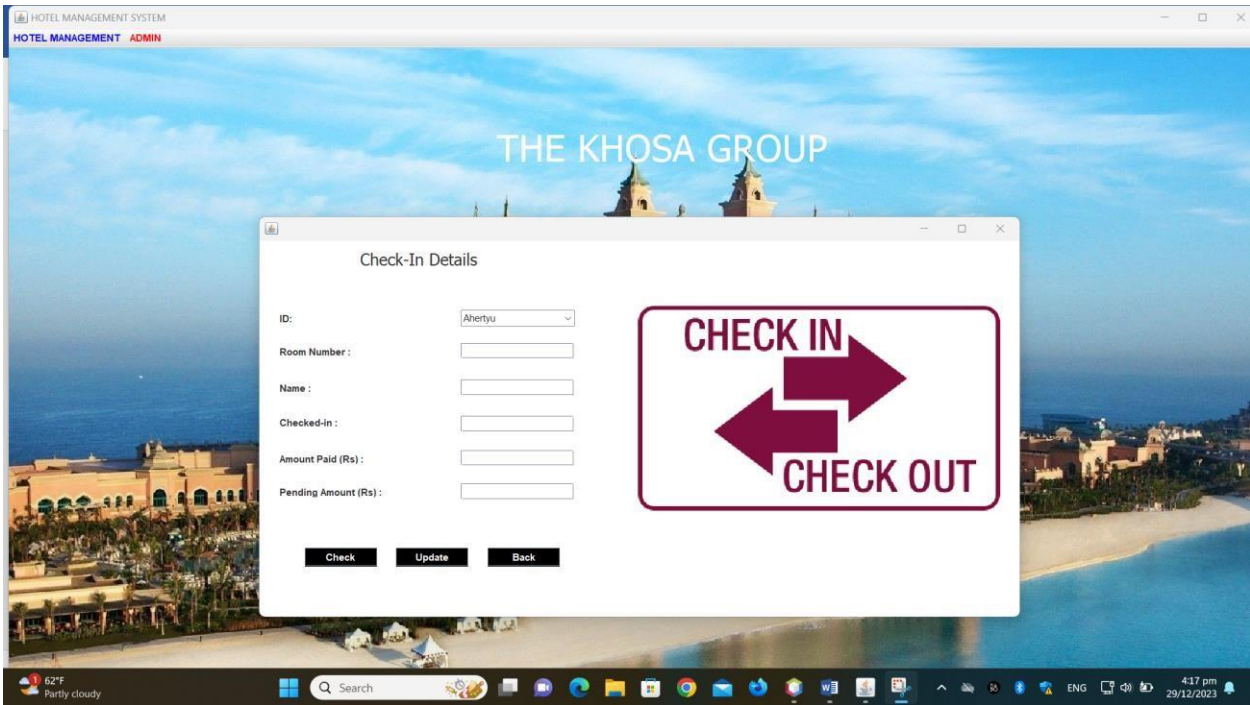 HOTEL MANAGEMENT SYSTEM
HOTEL MANAGEMENT ADMIN
THE KHOSA GROUP
Check-In Details
ID: Ahertyu
Room Number :
Name :
Checked-in :
Amount Paid (Rs) :
Pending Amount (Rs) :
Check Update Back
CHECK IN
CHECK OUT
1
62°F
Partly cloudy
Search
ENG
4:17 pm
29/12/2023